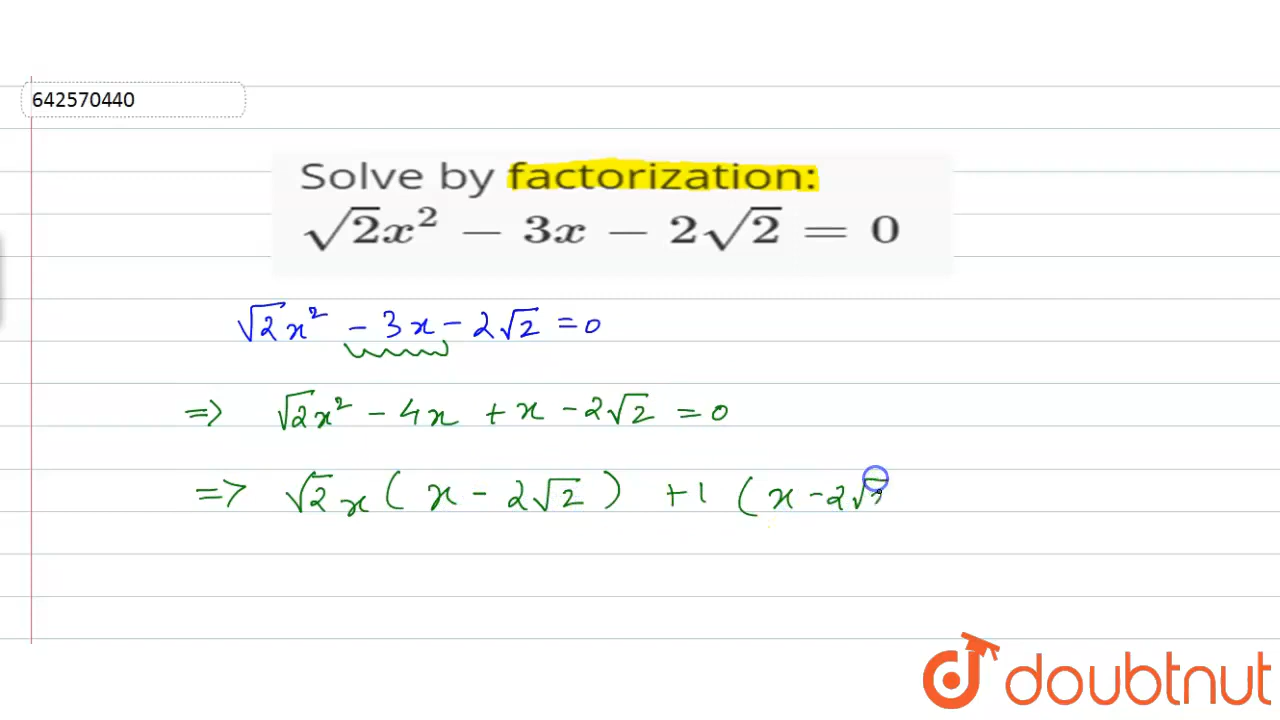 642570440
Solve by factorization:
√2x² − 3x − 2√2 = 0
√2x² − 3x − 2√2 = 0
=> √2x² − 4x + x − 2√2 = 0
=> √2x(x − 2√2) + 1(x − 2√
doubtnut